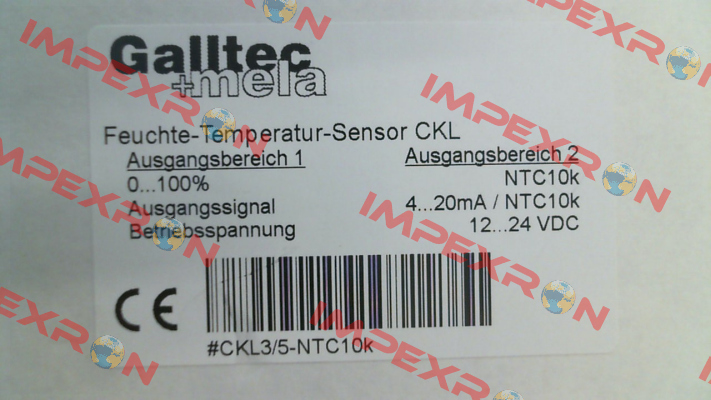 Galltec
+mela
Feuchte-Temperatur-Sensor CKL
Ausgangsbereich 1 Ausgangsbereich 2
0...100% NTC10k
Ausgangssignal 4...20mA / NTC10k
Betriebsspannung 12...24 VDC
CE
#CKL3/5-NTC10k
IMPEXRON
IMPEXRON
IMPEXRON
IMPEXRON
IMPEXRON
IMPEXRON